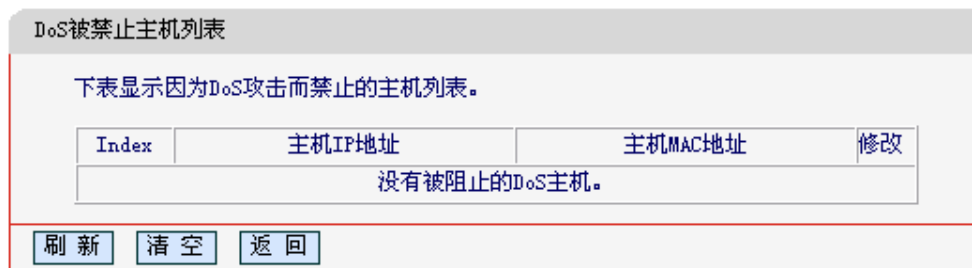 DoS被禁止主机列表
下表显示因为DoS攻击而禁止的主机列表。
Index 主机IP地址 主机MAC地址 修改
没有被阻止的DoS主机。
刷 新 清 空 返 回